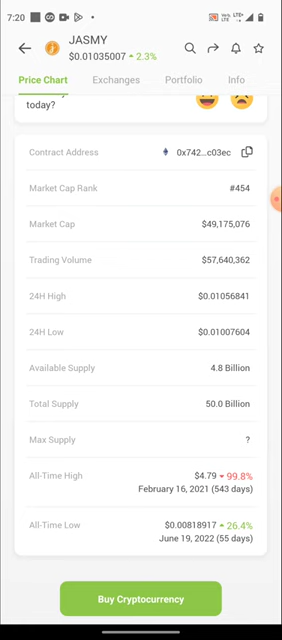 7:20
JASMY
$0.01035007 2.3%
Price Chart Exchanges Portfolio Info
today?
Contract Address 0x742...c03ec
Market Cap Rank #454
Market Cap $49,175,076
Trading Volume $57,640,362
24H High $0.01056841
24H Low $0.01007604
Available Supply 4.8 Billion
Total Supply 50.0 Billion
Max Supply ?
All-Time High $4.79 99.8%
February 16, 2021 (543 days)
All-Time Low $0.00818917 26.4%
June 19, 2022 (55 days)
Buy Cryptocurrency